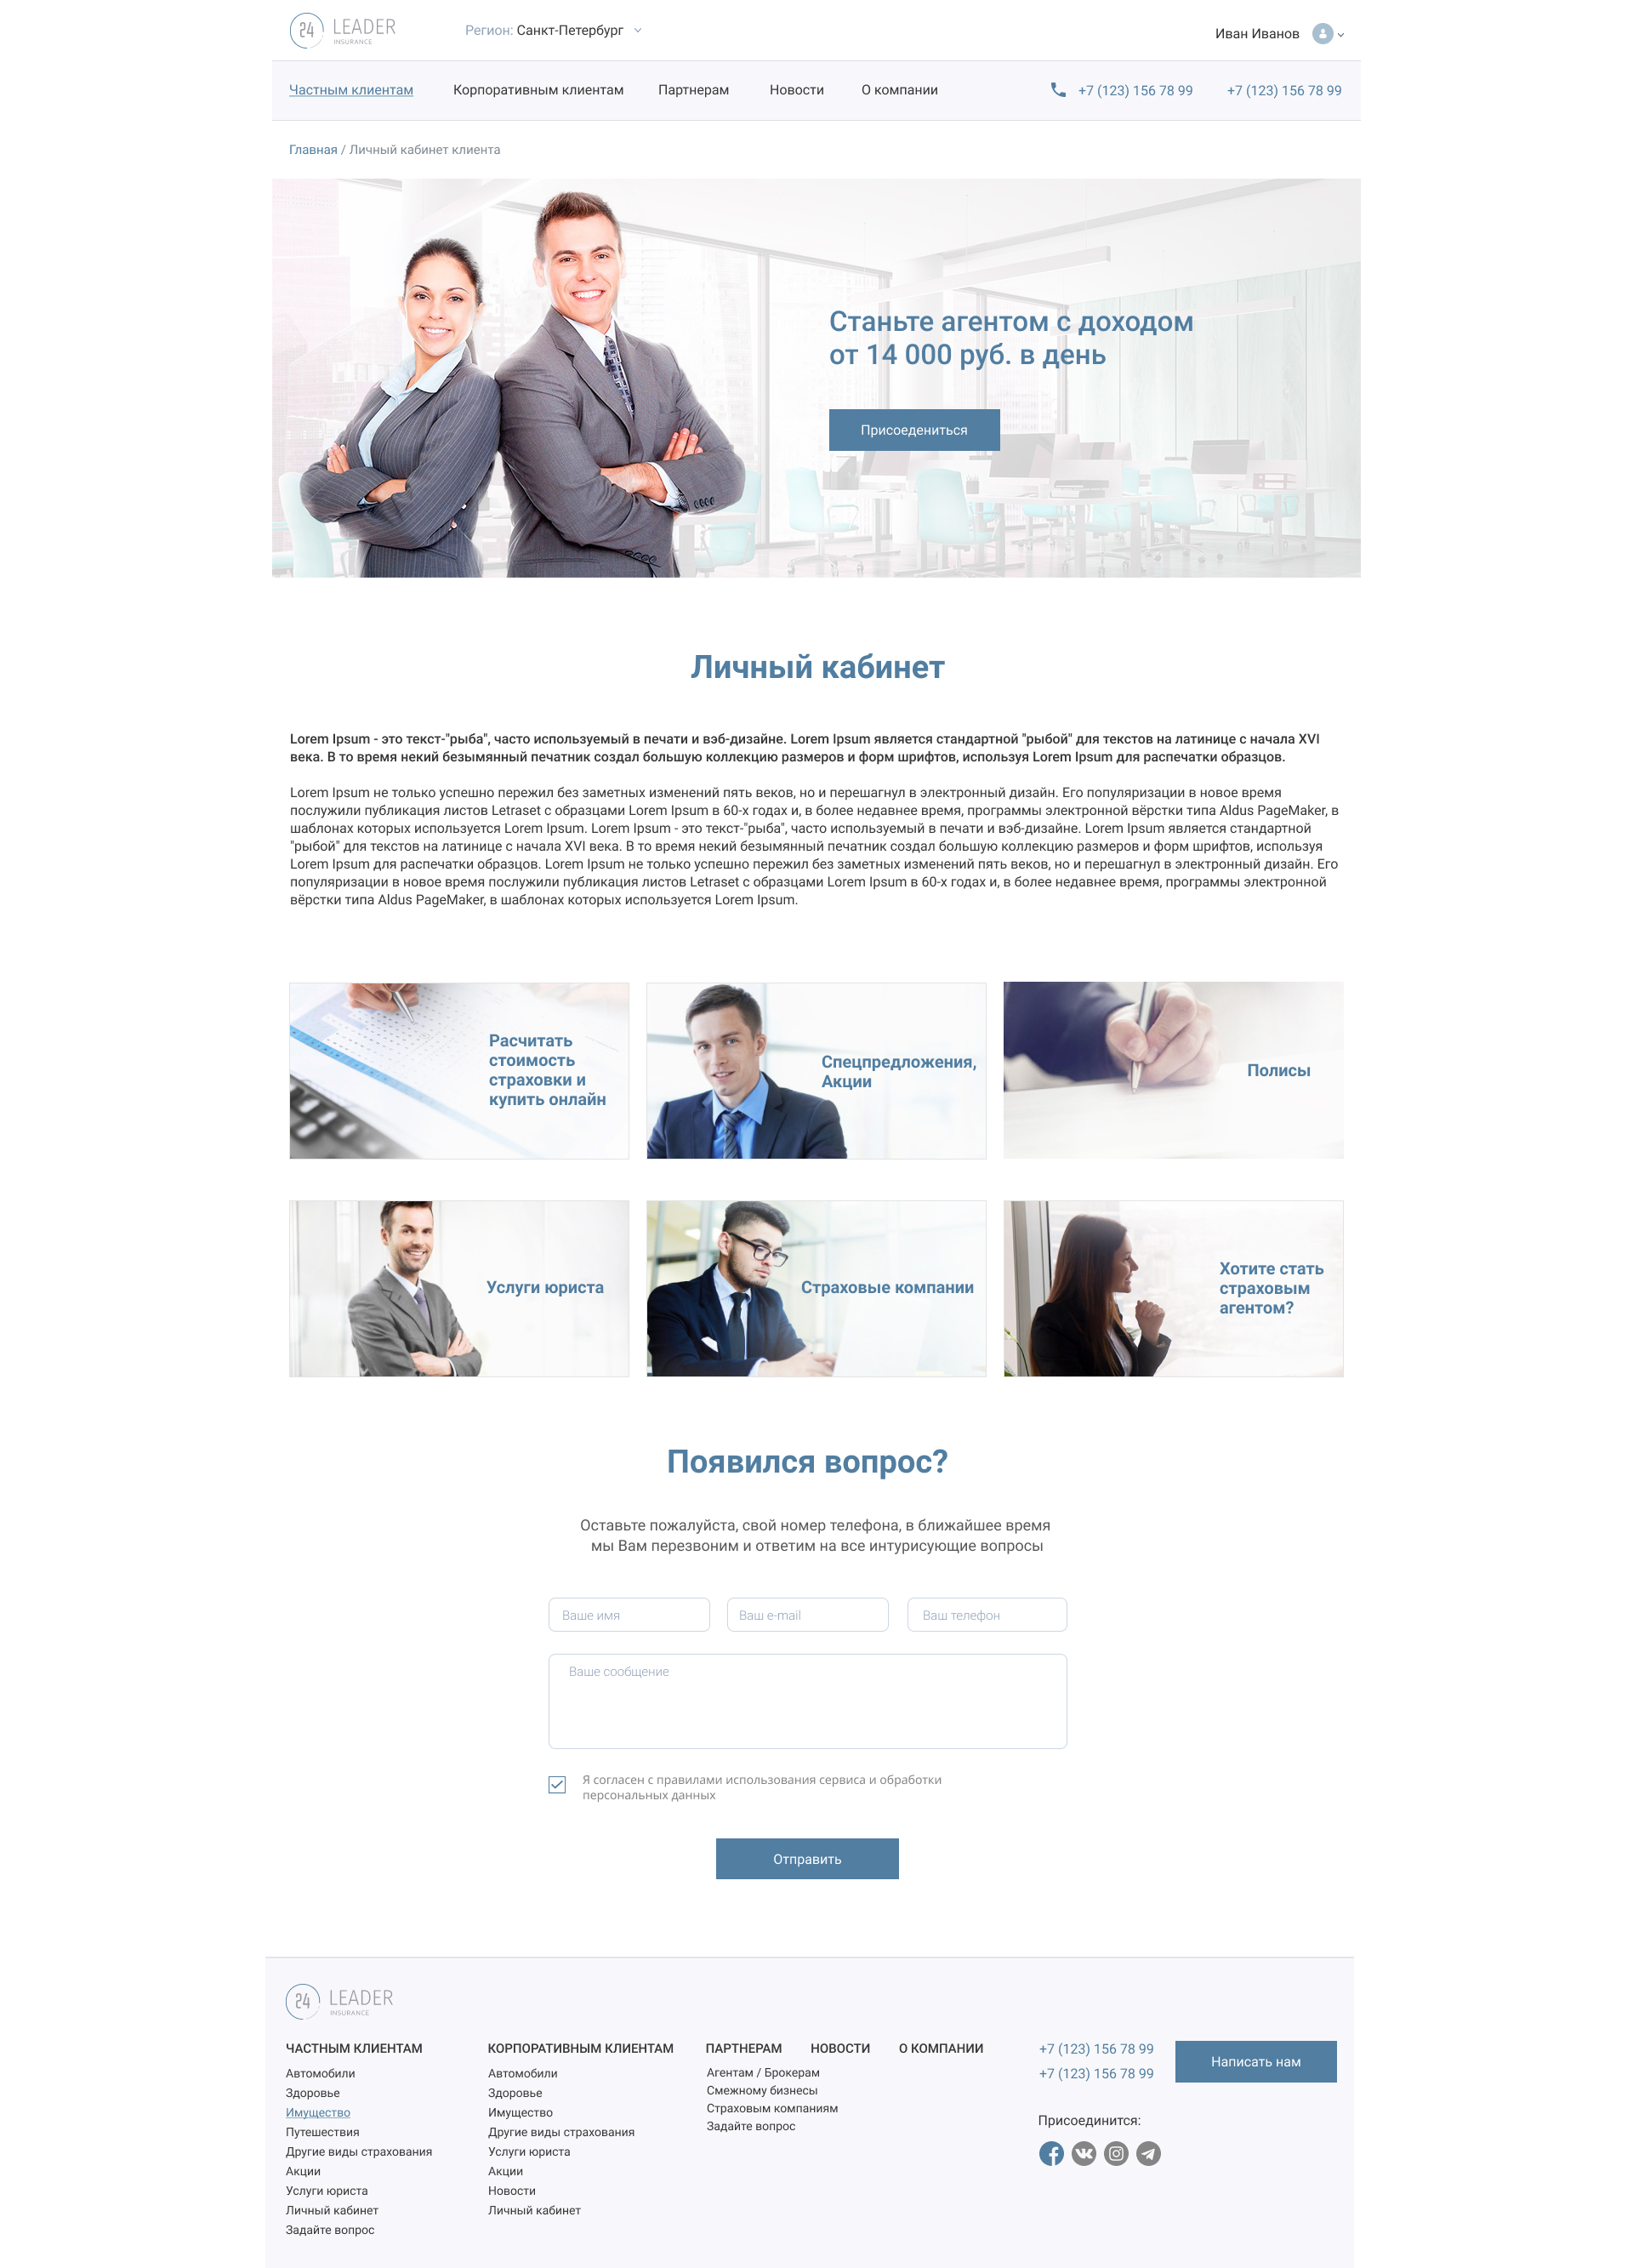 24 LEADER
INSURANCE
Регион: Санкт-Петербург
Иван Иванов
Частным клиентам Корпоративным клиентам Партнерам Новости О компании +7 (123) 156 78 99 +7 (123) 156 78 99
Главная / Личный кабинет клиента
Станьте агентом с доходом
от 14 000 руб. в день
Присоедениться
Личный кабинет
Lorem Ipsum - это текст-"рыба", часто используемый в печати и вэб-дизайне. Lorem Ipsum является стандартной "рыбой" для текстов на латинице с начала XVI
века. В то время некий безымянный печатник создал большую коллекцию размеров и форм шрифтов, используя Lorem Ipsum для распечатки образцов.
Lorem Ipsum не только успешно пережил без заметных изменений пять веков, но и перешагнул в электронный дизайн. Его популяризации в новое время
послужили публикация листов Letraset с образцами Lorem Ipsum в 60-х годах и, в более недавнее время, программы электронной вёрстки типа Aldus PageMaker, в
шаблонах которых используется Lorem Ipsum. Lorem Ipsum - это текст-"рыба", часто используемый в печати и вэб-дизайне. Lorem Ipsum является стандартной
"рыбой" для текстов на латинице с начала XVI века. В то время некий безымянный печатник создал большую коллекцию размеров и форм шрифтов, используя
Lorem Ipsum для распечатки образцов. Lorem Ipsum не только успешно пережил без заметных изменений пять веков, но и перешагнул в электронный дизайн. Его
популяризации в новое время послужили публикация листов Letraset с образцами Lorem Ipsum в 60-х годах и, в более недавнее время, программы электронной
вёрстки типа Aldus PageMaker, в шаблонах которых используется Lorem Ipsum.
Расчитать
стоимость
страховки и
купить онлайн
Спецпредложения,
Акции
Полисы
Услуги юриста
Страховые компании
Хотите стать
страховым
агентом?
Появился вопрос?
Оставьте пожалуйста, свой номер телефона, в ближайшее время
мы Вам перезвоним и ответим на все интурисующие вопросы
Ваше имя Ваш e-mail Ваш телефон
Ваше сообщение
Я согласен с правилами использования сервиса и обработки
персональных данных
Отправить
24 LEADER
INSURANCE
ЧАСТНЫМ КЛИЕНТАМ
Автомобили
Здоровье
Имущество
Путешествия
Другие виды страхования
Акции
Услуги юриста
Личный кабинет
Задайте вопрос
КОРПОРАТИВНЫМ КЛИЕНТАМ
Автомобили
Здоровье
Имущество
Другие виды страхования
Услуги юриста
Акции
Новости
Личный кабинет
ПАРТНЕРАМ НОВОСТИ О КОМПАНИИ
Агентам / Брокерам
Смежному бизнесы
Страховым компаниям
Задайте вопрос
+7 (123) 156 78 99
+7 (123) 156 78 99
Написать нам
Присоединится: